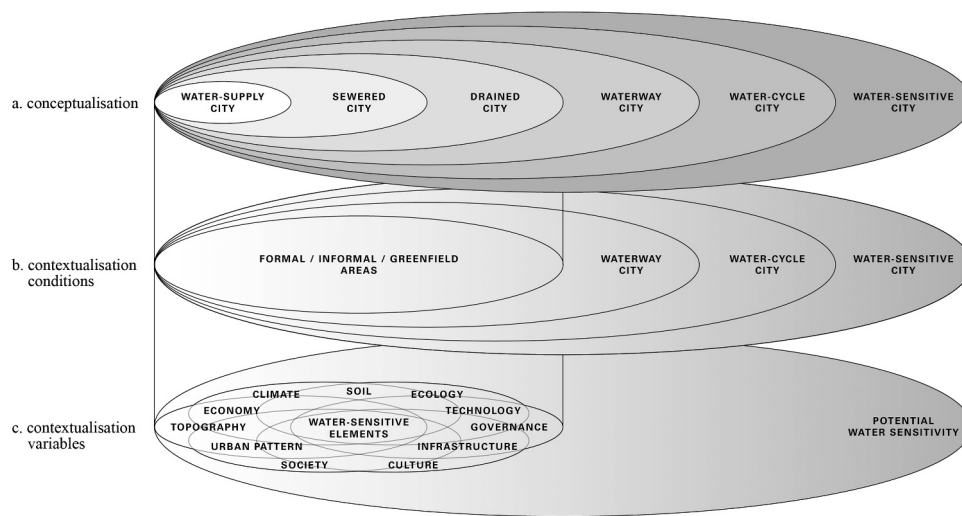 a. conceptualisation
WATER-SUPPLY
CITY
SEWERED
CITY
DRAINED
CITY
WATERWAY
CITY
WATER-CYCLE
CITY
WATER-SENSITIVE
CITY
b. contextualisation
conditions
FORMAL / INFORMAL / GREENFIELD
AREAS
WATERWAY
CITY
WATER-CYCLE
CITY
WATER-SENSITIVE
CITY
c. contextualisation
variables
CLIMATE
SOIL
ECOLOGY
ECONOMY
TECHNOLOGY
TOPOGRAPHY
WATER-SENSITIVE
ELEMENTS
GOVERNANCE
URBAN PATTERN
INFRASTRUCTURE
SOCIETY
CULTURE
POTENTIAL
WATER SENSITIVITY